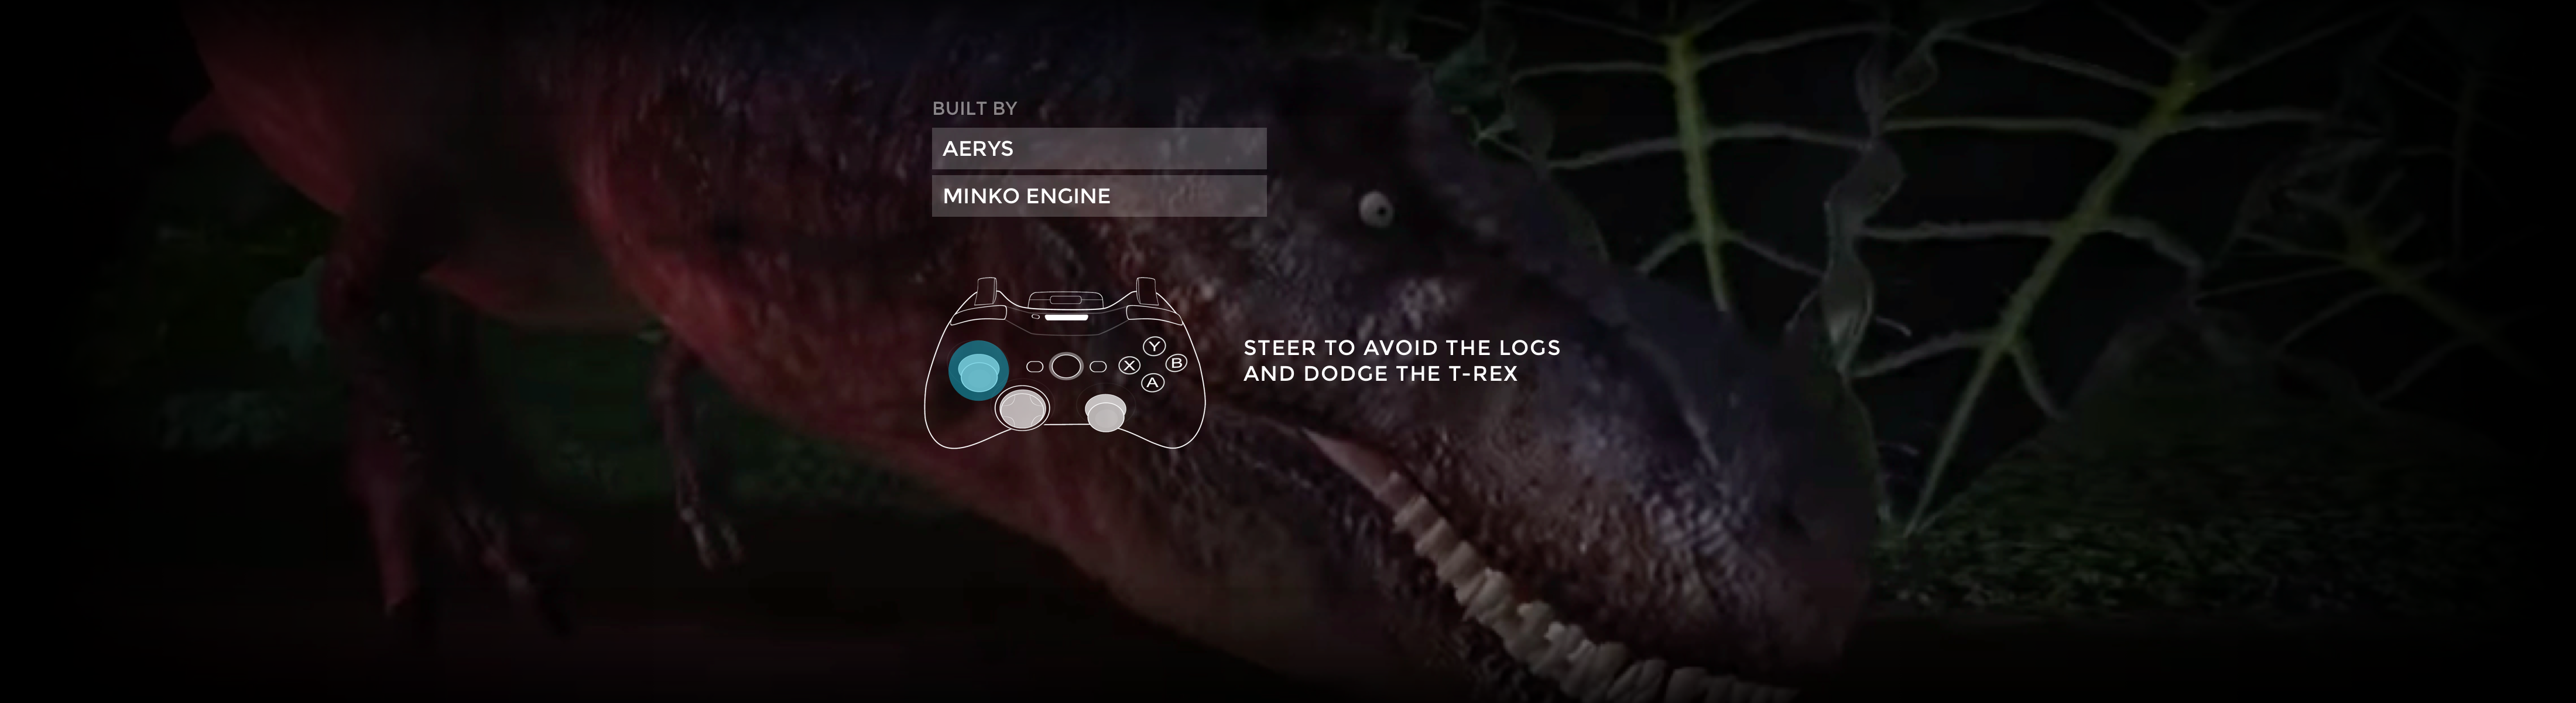 BUILT BY
AERYS
MINKO ENGINE
Y
X
B
A
STEER TO AVOID THE LOGS
AND DODGE THE T-REX